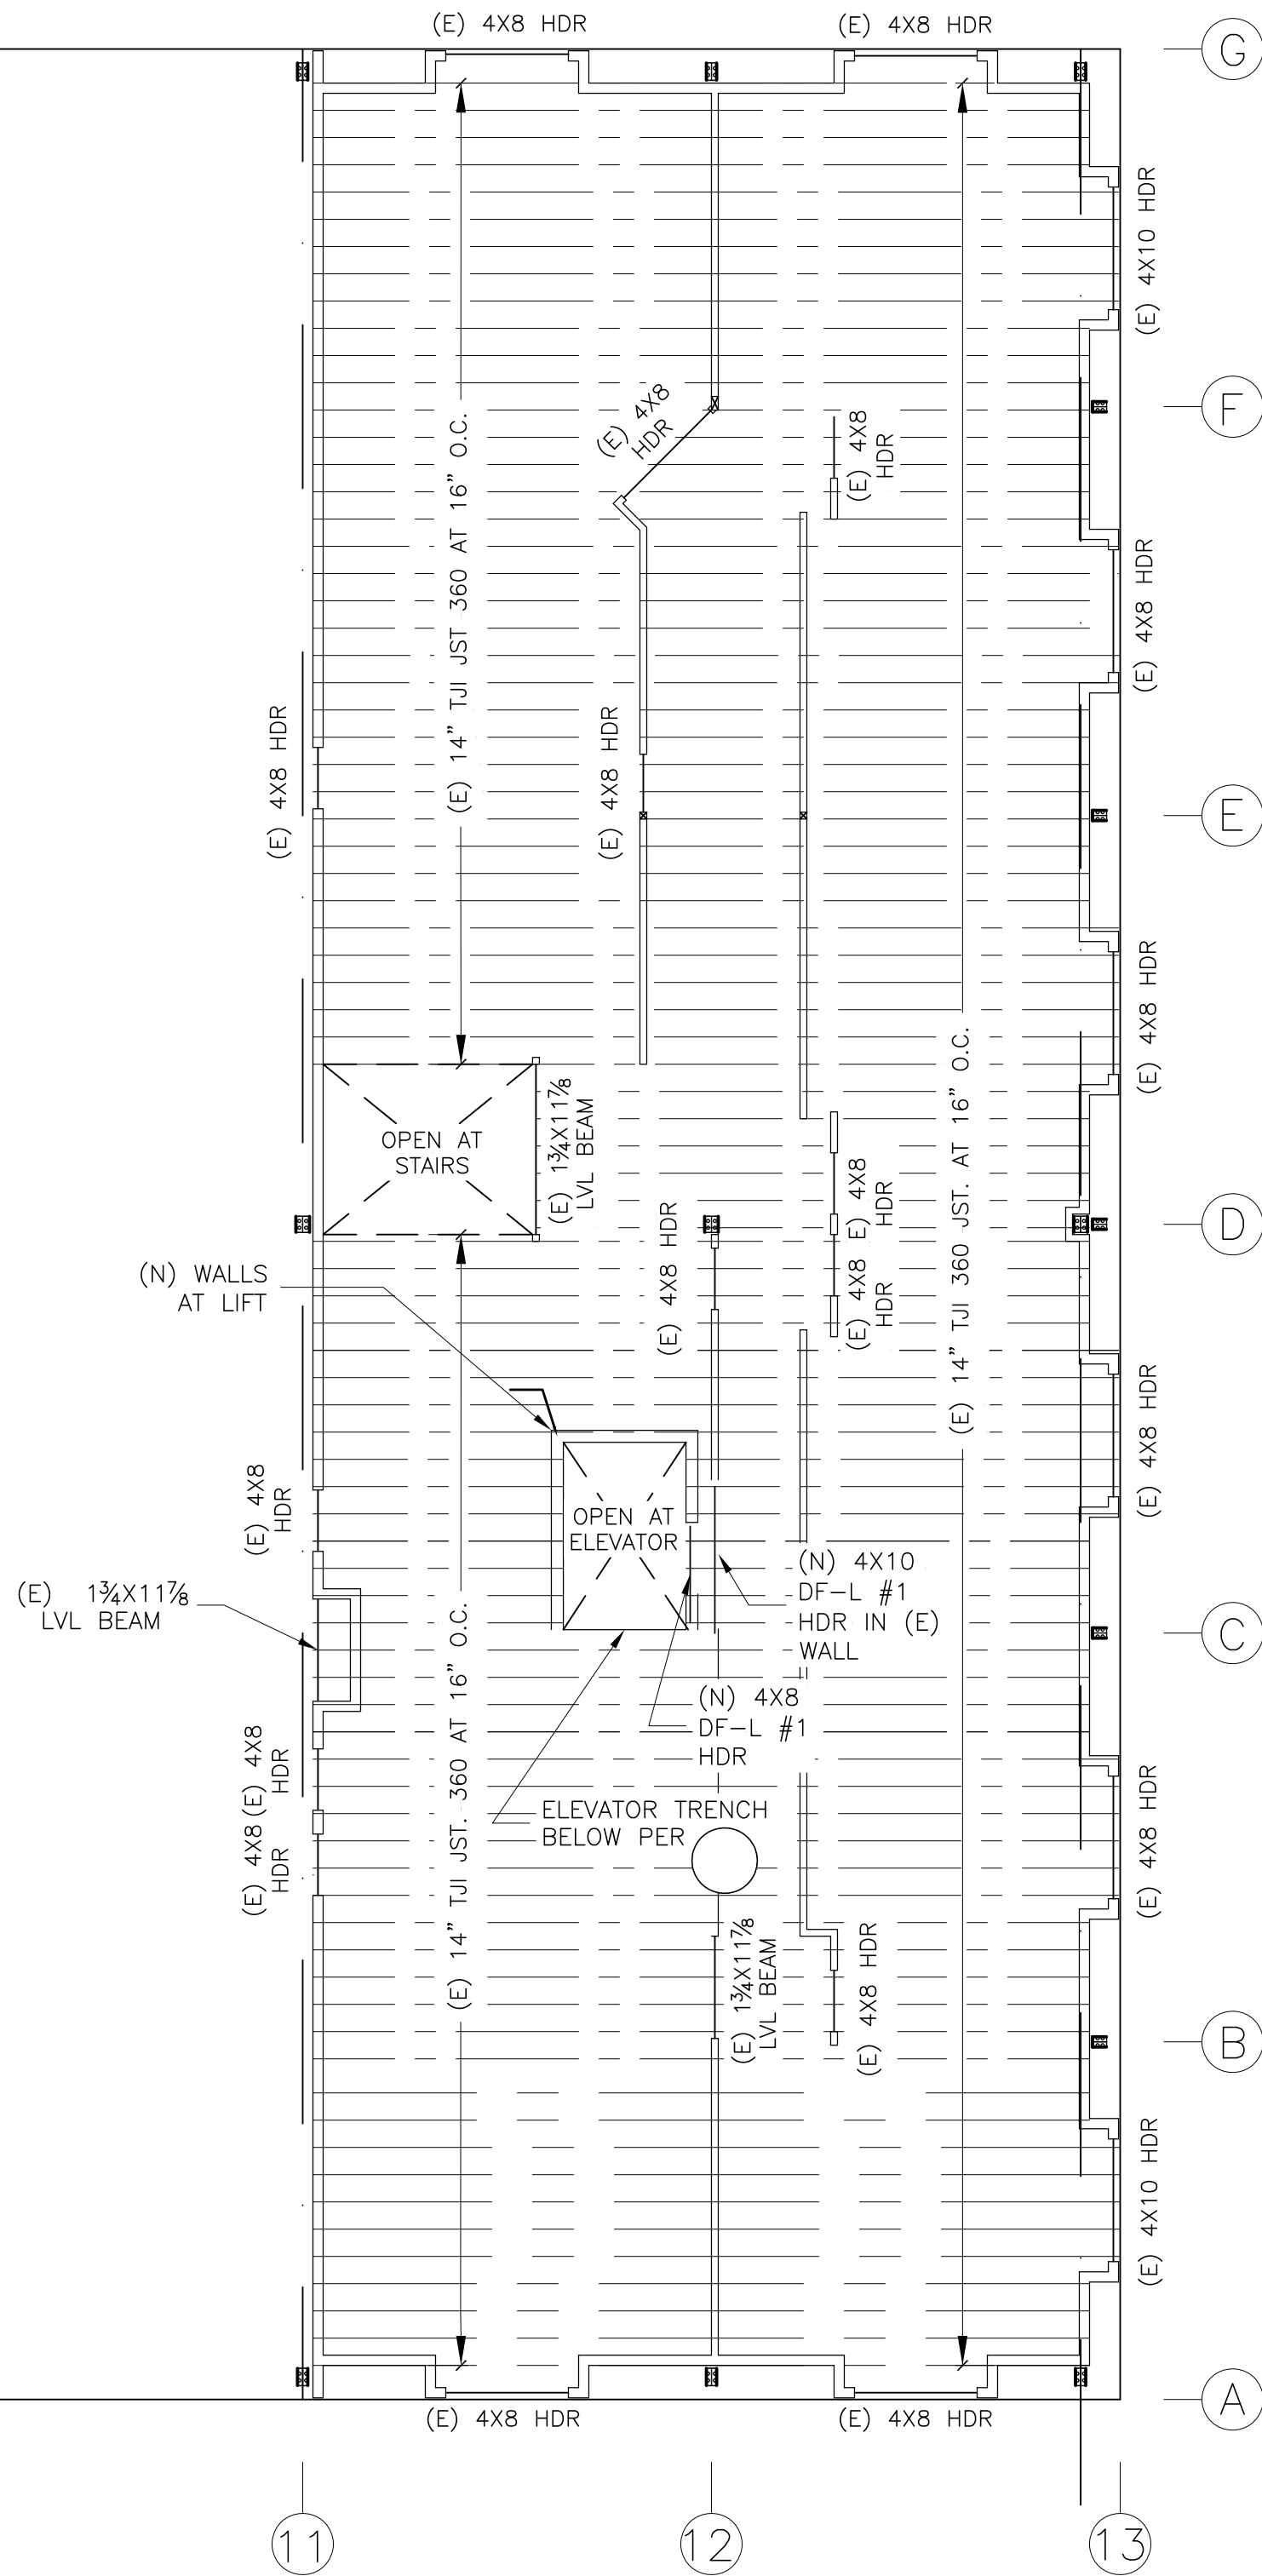 (E) 4X8 HDR
(E) 4X8 HDR
G
(E) 4X10 HDR
F
(E) 4X8
HDR
(E) 4X8
HDR
(E) 14" TJI JST 360 AT 16" O.C.
(E) 4X8 HDR
(E) 4X8 HDR
(E) 4X8 HDR
E
(E) 4X8 HDR
(E) 14" TJI 360 JST. AT 16" O.C.
OPEN AT
STAIRS
(E) 1¾X11⅞
LVL BEAM
(E) 4X8 HDR
E) 4X8
HDR
(E) 4X8
HDR
D
(N) WALLS
AT LIFT
(E) 4X8 HDR
(E) 4X8
HDR
OPEN AT
ELEVATOR
(N) 4X10
DF-L #1
HDR IN (E)
WALL
(E) 1¾X11⅞
LVL BEAM
C
(E) 14" TJI JST. 360 AT 16" O.C.
(N) 4X8
DF-L #1
HDR
(E) 4X8
HDR
(E) 4X8
HDR
ELEVATOR TRENCH
BELOW PER
(E) 4X8 HDR
(E) 1¾X11⅞
LVL BEAM
(E) 4X8 HDR
B
(E) 4X10 HDR
A
(E) 4X8 HDR
(E) 4X8 HDR
11
12
13